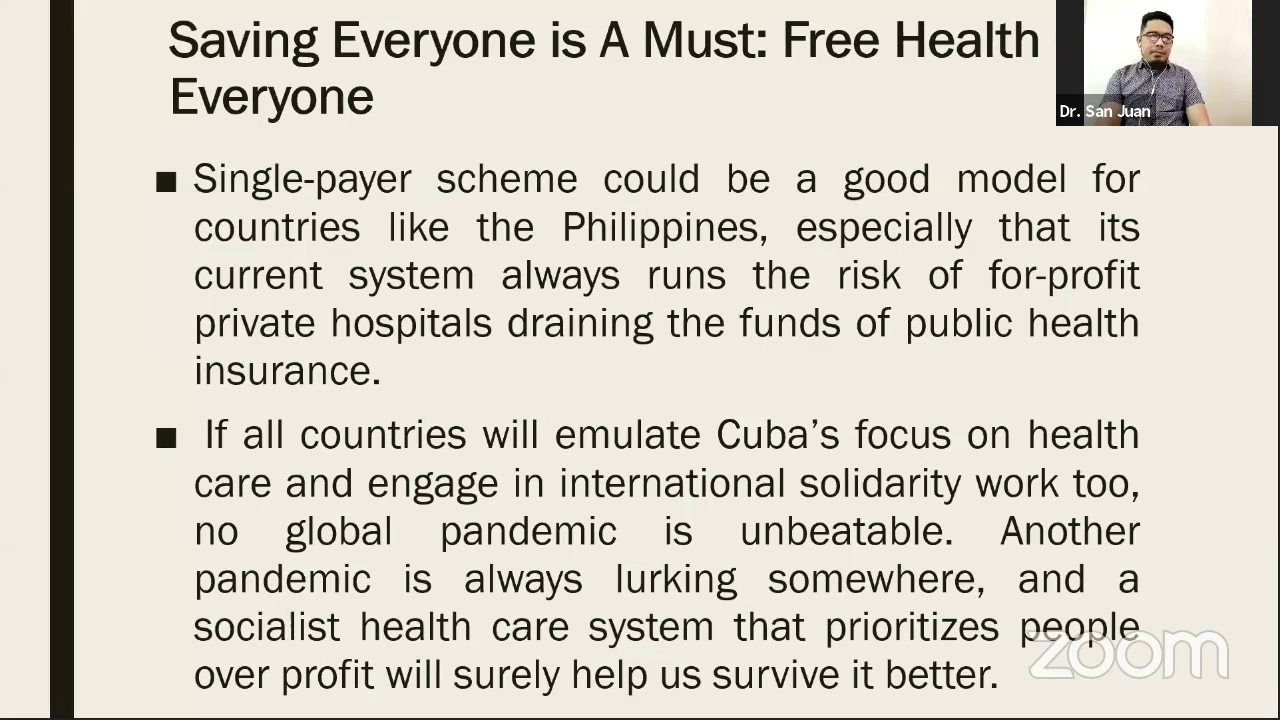 Saving Everyone is A Must: Free Health
Everyone
Dr. San Juan
■ Single-payer scheme could be a good model for
countries like the Philippines, especially that its
current system always runs the risk of for-profit
private hospitals draining the funds of public health
insurance.
■ If all countries will emulate Cuba’s focus on health
care and engage in international solidarity work too,
no global pandemic is unbeatable. Another
pandemic is always lurking somewhere, and a
socialist health care system that prioritizes people
over profit will surely help us survive it better.
zoom